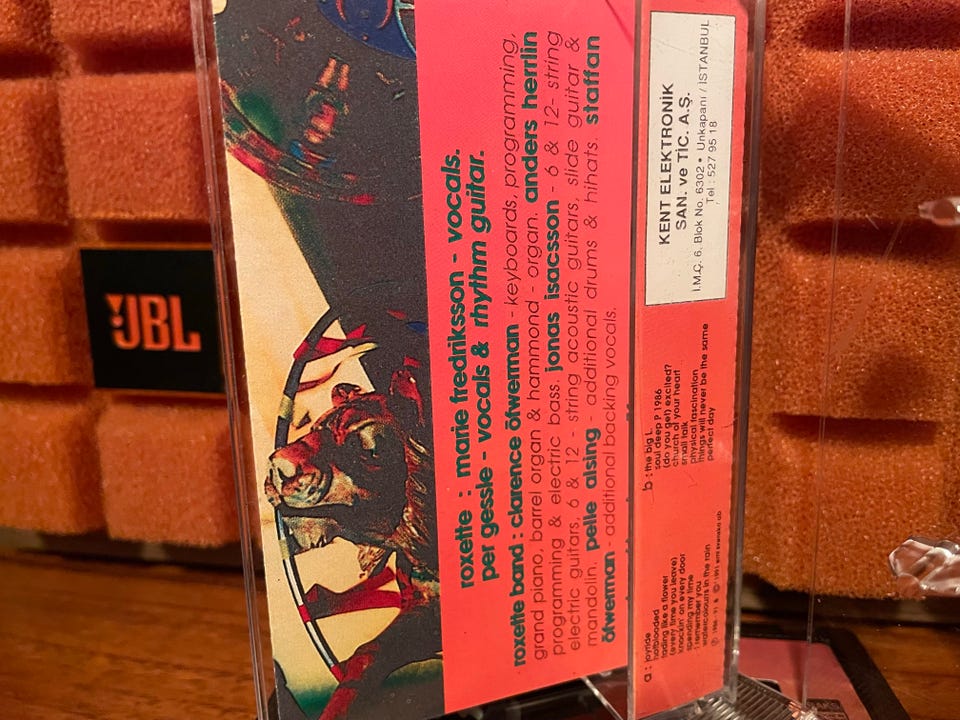 JBL
roxette : marie fredriksson - vocals.
per gessle - vocals & rhythm guitar.
roxette band : clarence öfwerman - keyboards, programming,
grand piano, barrel organ & hammond - organ. anders herrlin
programming & electric bass. jonas isacsson - 6 & 12- string
electric guitars, 6 & 12 - string acoustic guitars, slide guitar &
mandolin. pelle alsing - additional drums & hihats. staffan
öfwerman - additional backing vocals.
a : joyride
hotblooded
fading like a flower
(every time you leave)
knockin' on every door
spending my time
i remember you
watercolours in the rain
b : the big l.
soul deep P 1986
(do you get) excited?
church of your heart
small talk
physical fascination
things will never be the same
perfect day
KENT ELEKTRONİK
SAN. ve TİC. A.Ş.
İ.M.Ç. 6. Blok No. 6302 • Unkapanı / İSTANBUL
Tel : 527 95 18